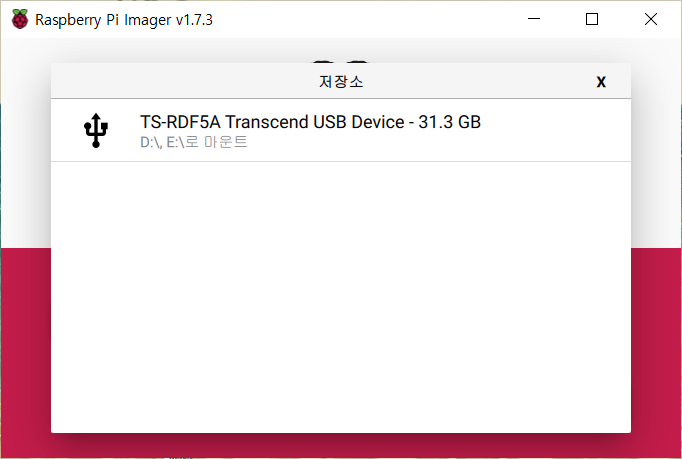 Raspberry Pi Imager v1.7.3
저장소 X
TS-RDF5A Transcend USB Device - 31.3 GB
D:\, E:\로 마운트